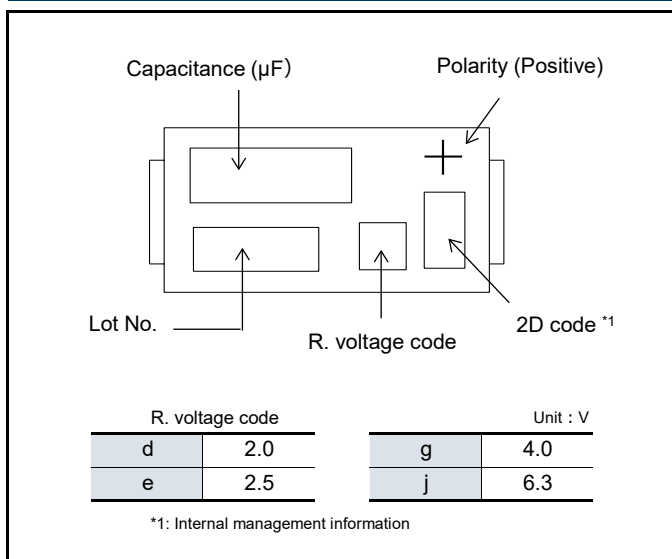 Capacitance (μF)
Polarity (Positive)
+
Lot No.
R. voltage code
2D code *1
R. voltage code
Unit : V
d 2.0 g 4.0
e 2.5 j 6.3
*1: Internal management information